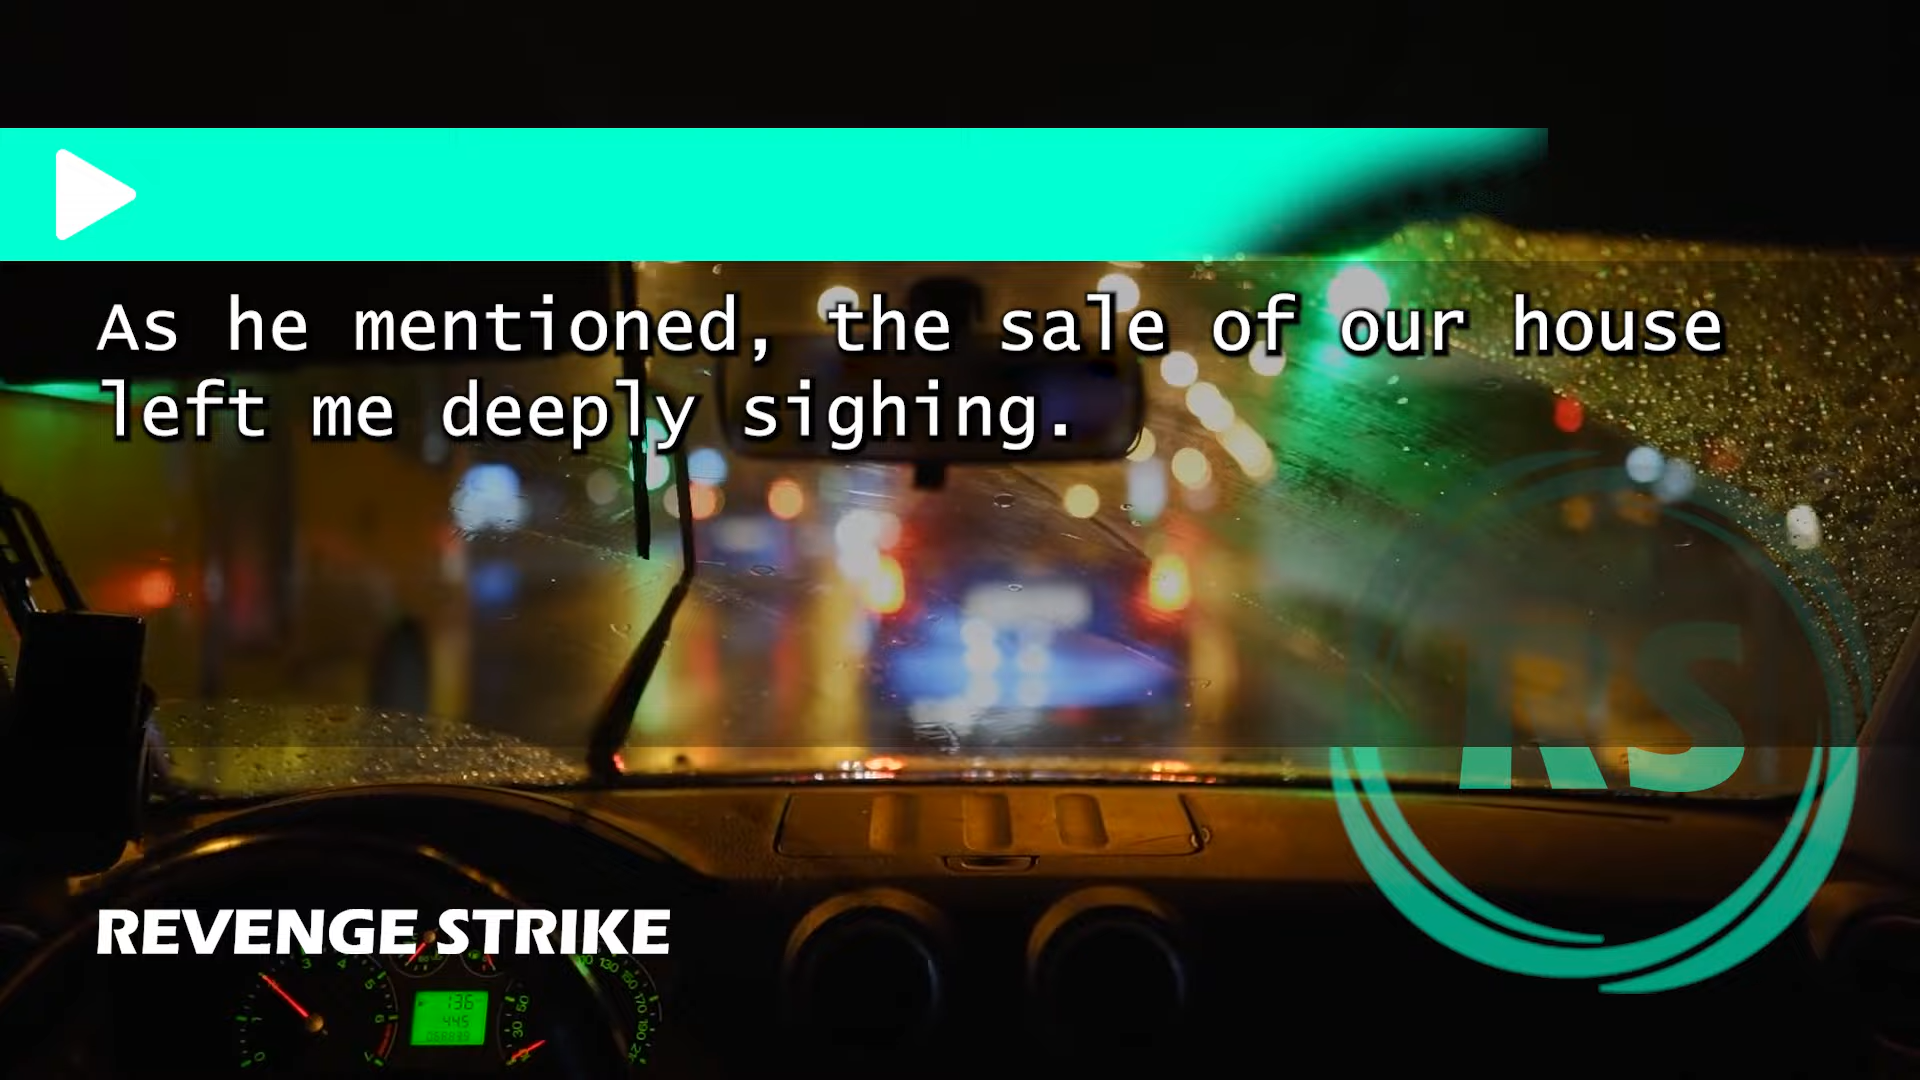 As he mentioned, the sale of our house
left me deeply sighing.
RS
REVENGE STRIKE